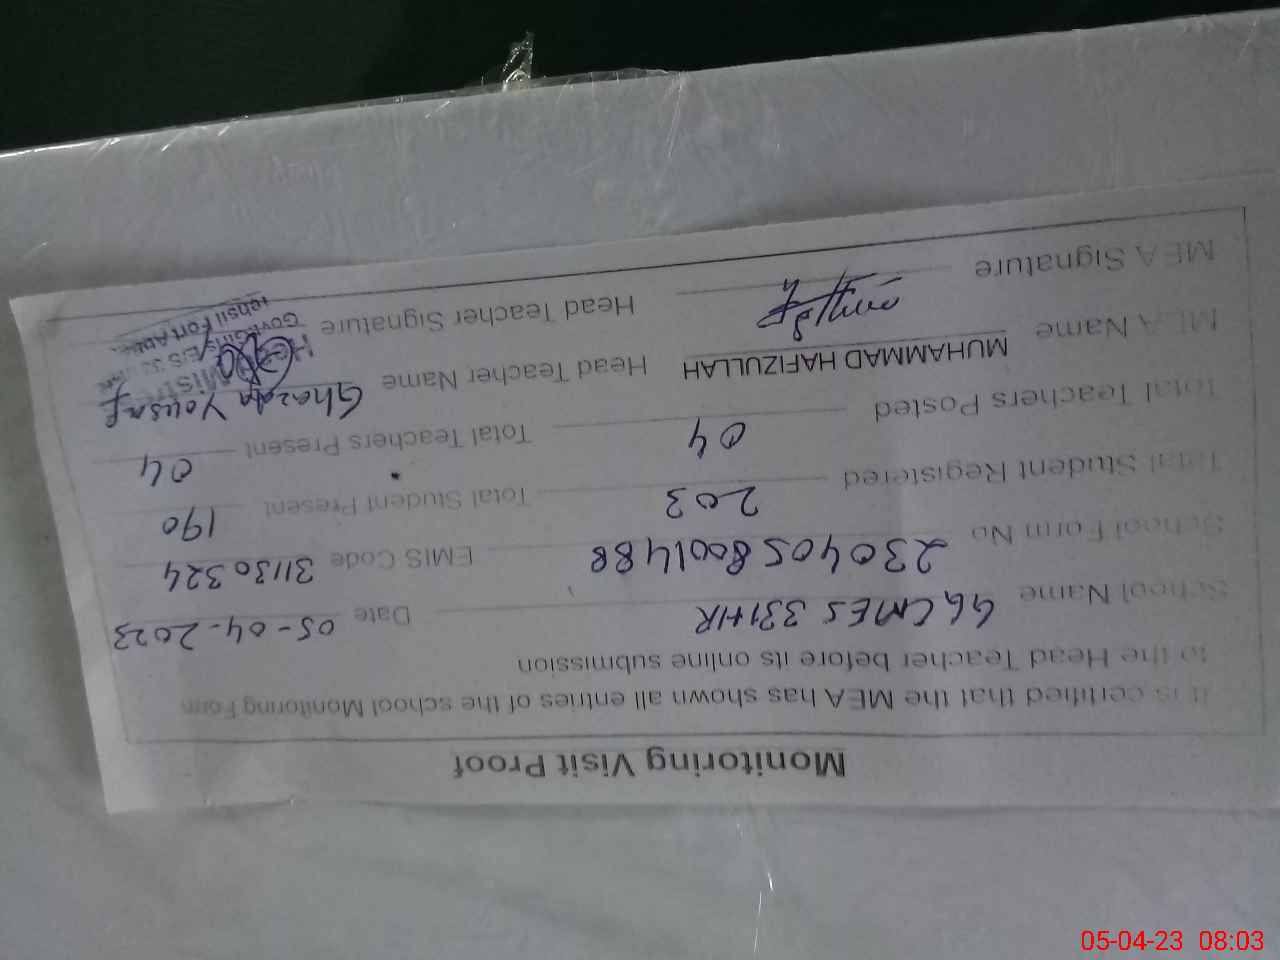 Monitoring Visit Proof
It is certified that the MEA has shown all entries of the school Monitoring Form
to the Head Teacher before its online submission
School Name GGCMES 331HR Date 05-04-2023
School Form No 2304058001488 EMIS Code 31130324
Total Student Registered 203 Total Student Present 190
Total Teachers Posted 04 Total Teachers Present 04
MEA Name MUHAMMAD HAFIZULLAH Head Teacher Name Ghazala Yousaf
MEA Signature Head Teacher Signature
Tehsil Fort
05-04-23 08:03